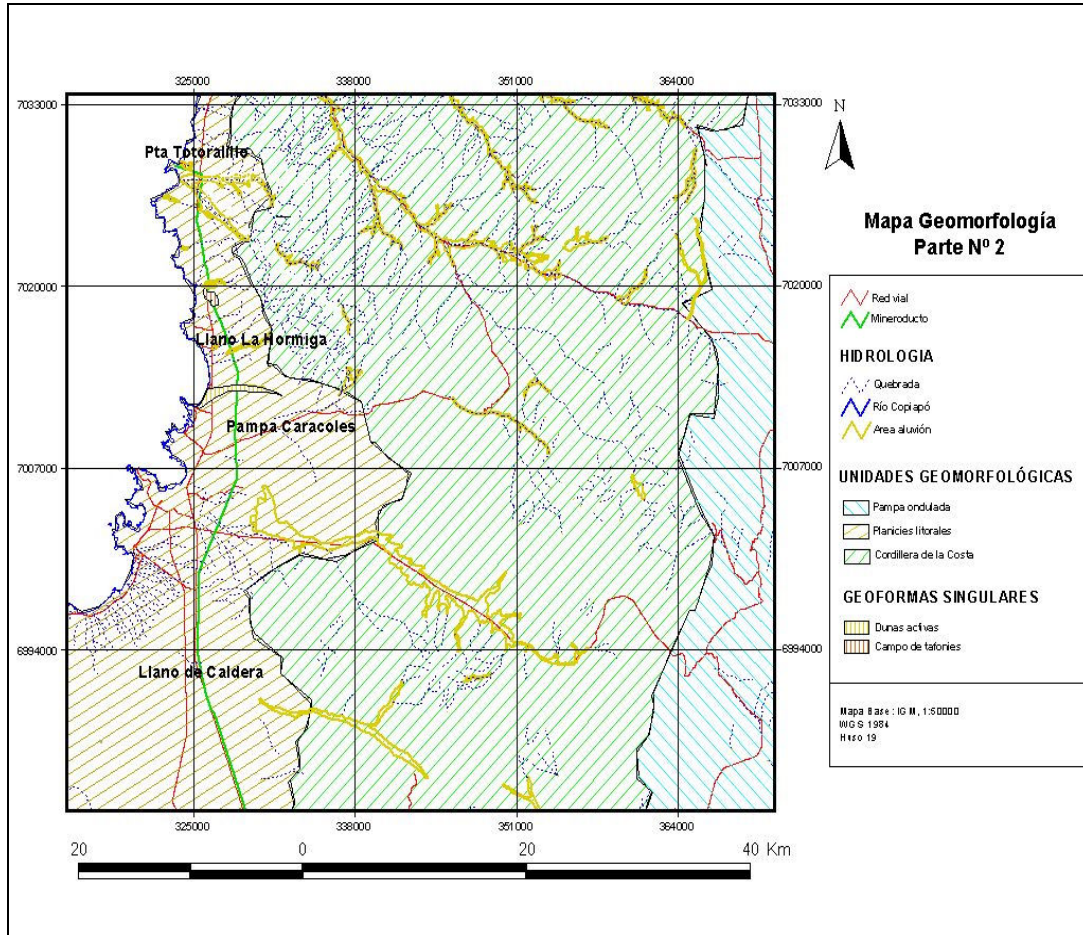 325000 338000 351000 364000
7033000 7033000
N
Pta Totoralillo
Mapa Geomorfología
Parte Nº 2
7020000 7020000
Red vial
Mineroducto
Llano La Hormiga
HIDROLOGIA
Quebrada
Río Copiapó
Area aluvión
Pampa Caracoles
7007000 7007000
UNIDADES GEOMORFOLÓGICAS
Pampa ondulada
Planicies litorales
Cordillera de la Costa
GEOFORMAS SINGULARES
Dunas activas
Campo de tafonies
6994000 6994000
Llano de Caldera
Mapa Base: IGM, 1:50000
WGS 1984
Huso 19
325000 338000 351000 364000
20 0 20 40 Km